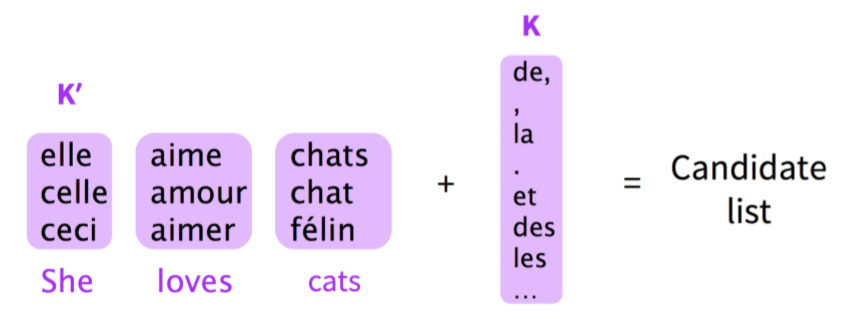 K
de,
,
la
.
et
des
les
...
K′
elle
celle
ceci
She
aime
amour
aimer
loves
chats
chat
félin
cats
+
=
Candidate
list